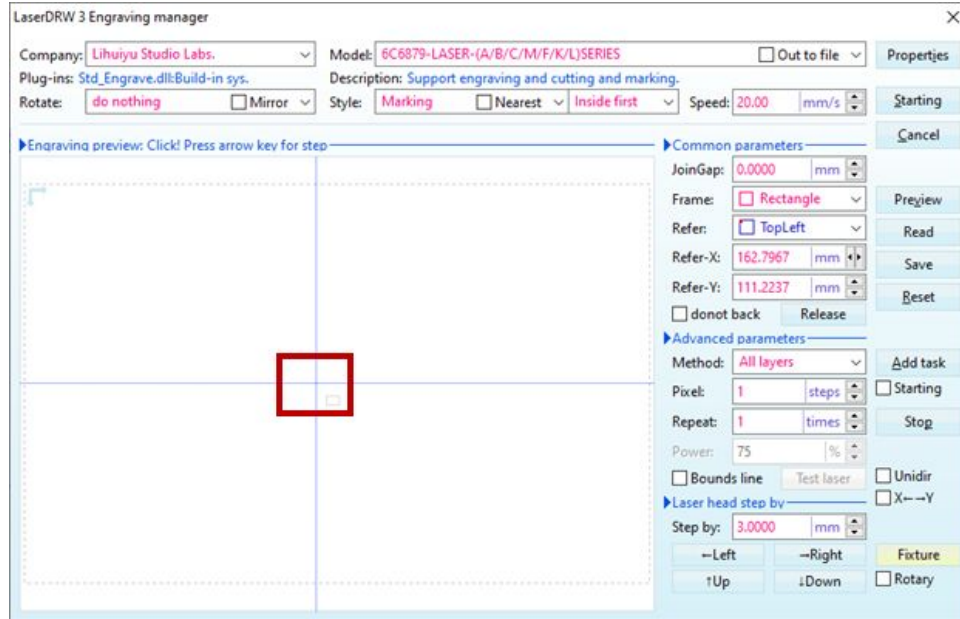 LaserDRW 3 Engraving manager
Company: Lihuiyu Studio Labs. Model: 6C6879-LASER-(A/B/C/M/F/K/L)SERIES Out to file Properties
Plug-ins: Std_Engrave.dll:Build-in sys. Description: Support engraving and cutting and marking.
Rotate: do nothing Mirror Style: Marking Nearest Inside first Speed: 20.00 mm/s Starting
Cancel
Engraving preview: Click! Press arrow key for step Common parameters
JoinGap: 0.0000 mm
Frame: Rectangle Preview
Refer: TopLeft Read
Refer-X: 162.7967 mm Save
Refer-Y: 111.2237 mm Reset
donot back Release
Advanced parameters
Method: All layers Add task
Pixel: 1 steps Starting
Repeat: 1 times Stop
Power: 75 %
Bounds line Test laser Unidir
Laser head step by X←→Y
Step by: 3.0000 mm
←Left →Right Fixture
↑Up ↓Down Rotary